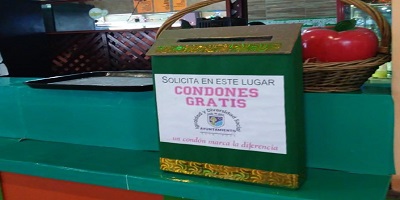 SOLICITA EN ESTE LUGAR
CONDONES
GRATIS
un condón marca la diferencia